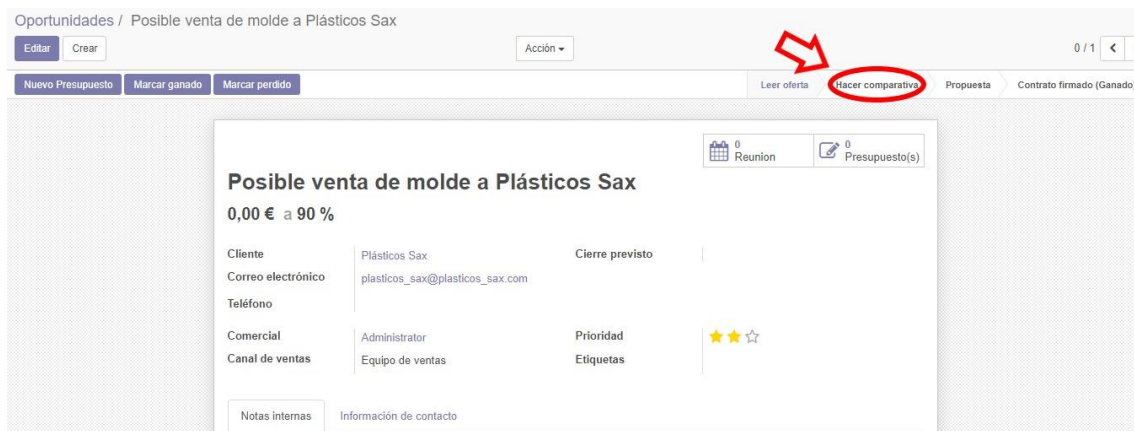 Oportunidades / Posible venta de molde a Plásticos Sax
Editar Crear Acción 0 / 1
Nuevo Presupuesto Marcar ganado Marcar perdido Leer oferta Hacer comparativa Propuesta Contrato firmado (Ganado)
0 Reunion 0 Presupuesto(s)
Posible venta de molde a Plásticos Sax
0,00 € a 90 %
Cliente Plásticos Sax Cierre previsto
Correo electrónico plasticos_sax@plasticos_sax.com
Teléfono
Comercial Administrator Prioridad
Canal de ventas Equipo de ventas Etiquetas
Notas internas Información de contacto